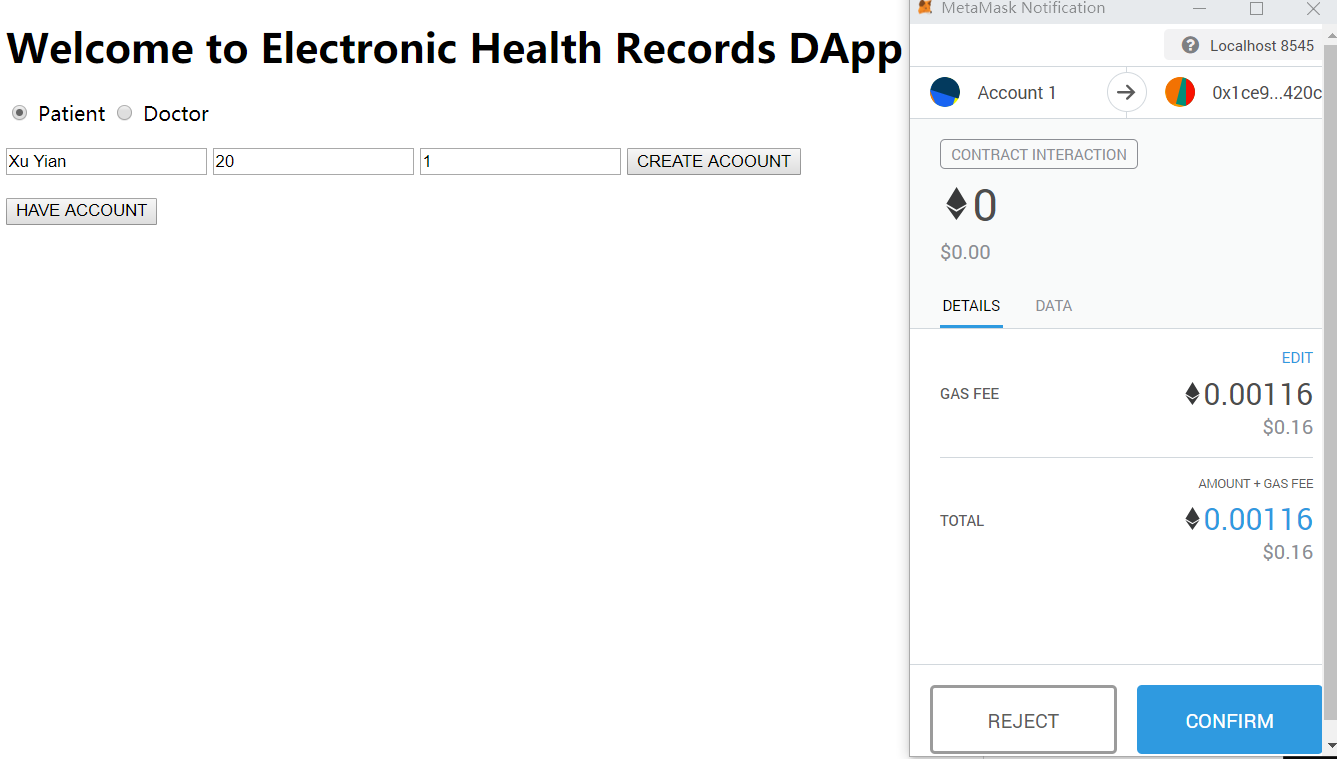 Welcome to Electronic Health Records DApp
Patient Doctor
Xu Yian 20 1 CREATE ACOOUNT
HAVE ACCOUNT
MetaMask Notification
Localhost 8545
Account 1 0x1ce9...420c
CONTRACT INTERACTION
0
$0.00
DETAILS DATA
EDIT
GAS FEE 0.00116
$0.16
AMOUNT + GAS FEE
TOTAL 0.00116
$0.16
REJECT CONFIRM